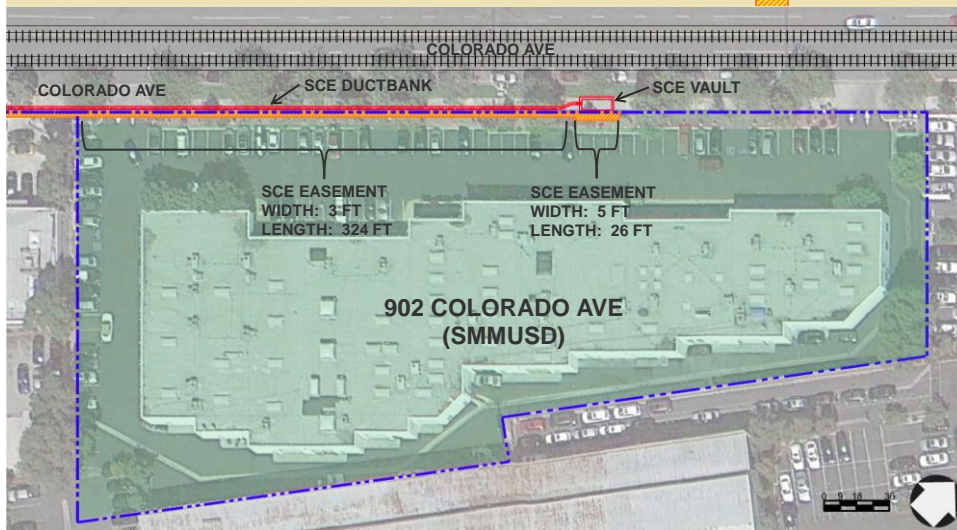 COLORADO AVE
COLORADO AVE
SCE DUCTBANK
SCE VAULT
SCE EASEMENT
WIDTH: 3 FT
LENGTH: 324 FT
SCE EASEMENT
WIDTH: 5 FT
LENGTH: 26 FT
902 COLORADO AVE
(SMMUSD)
0 9 18 36